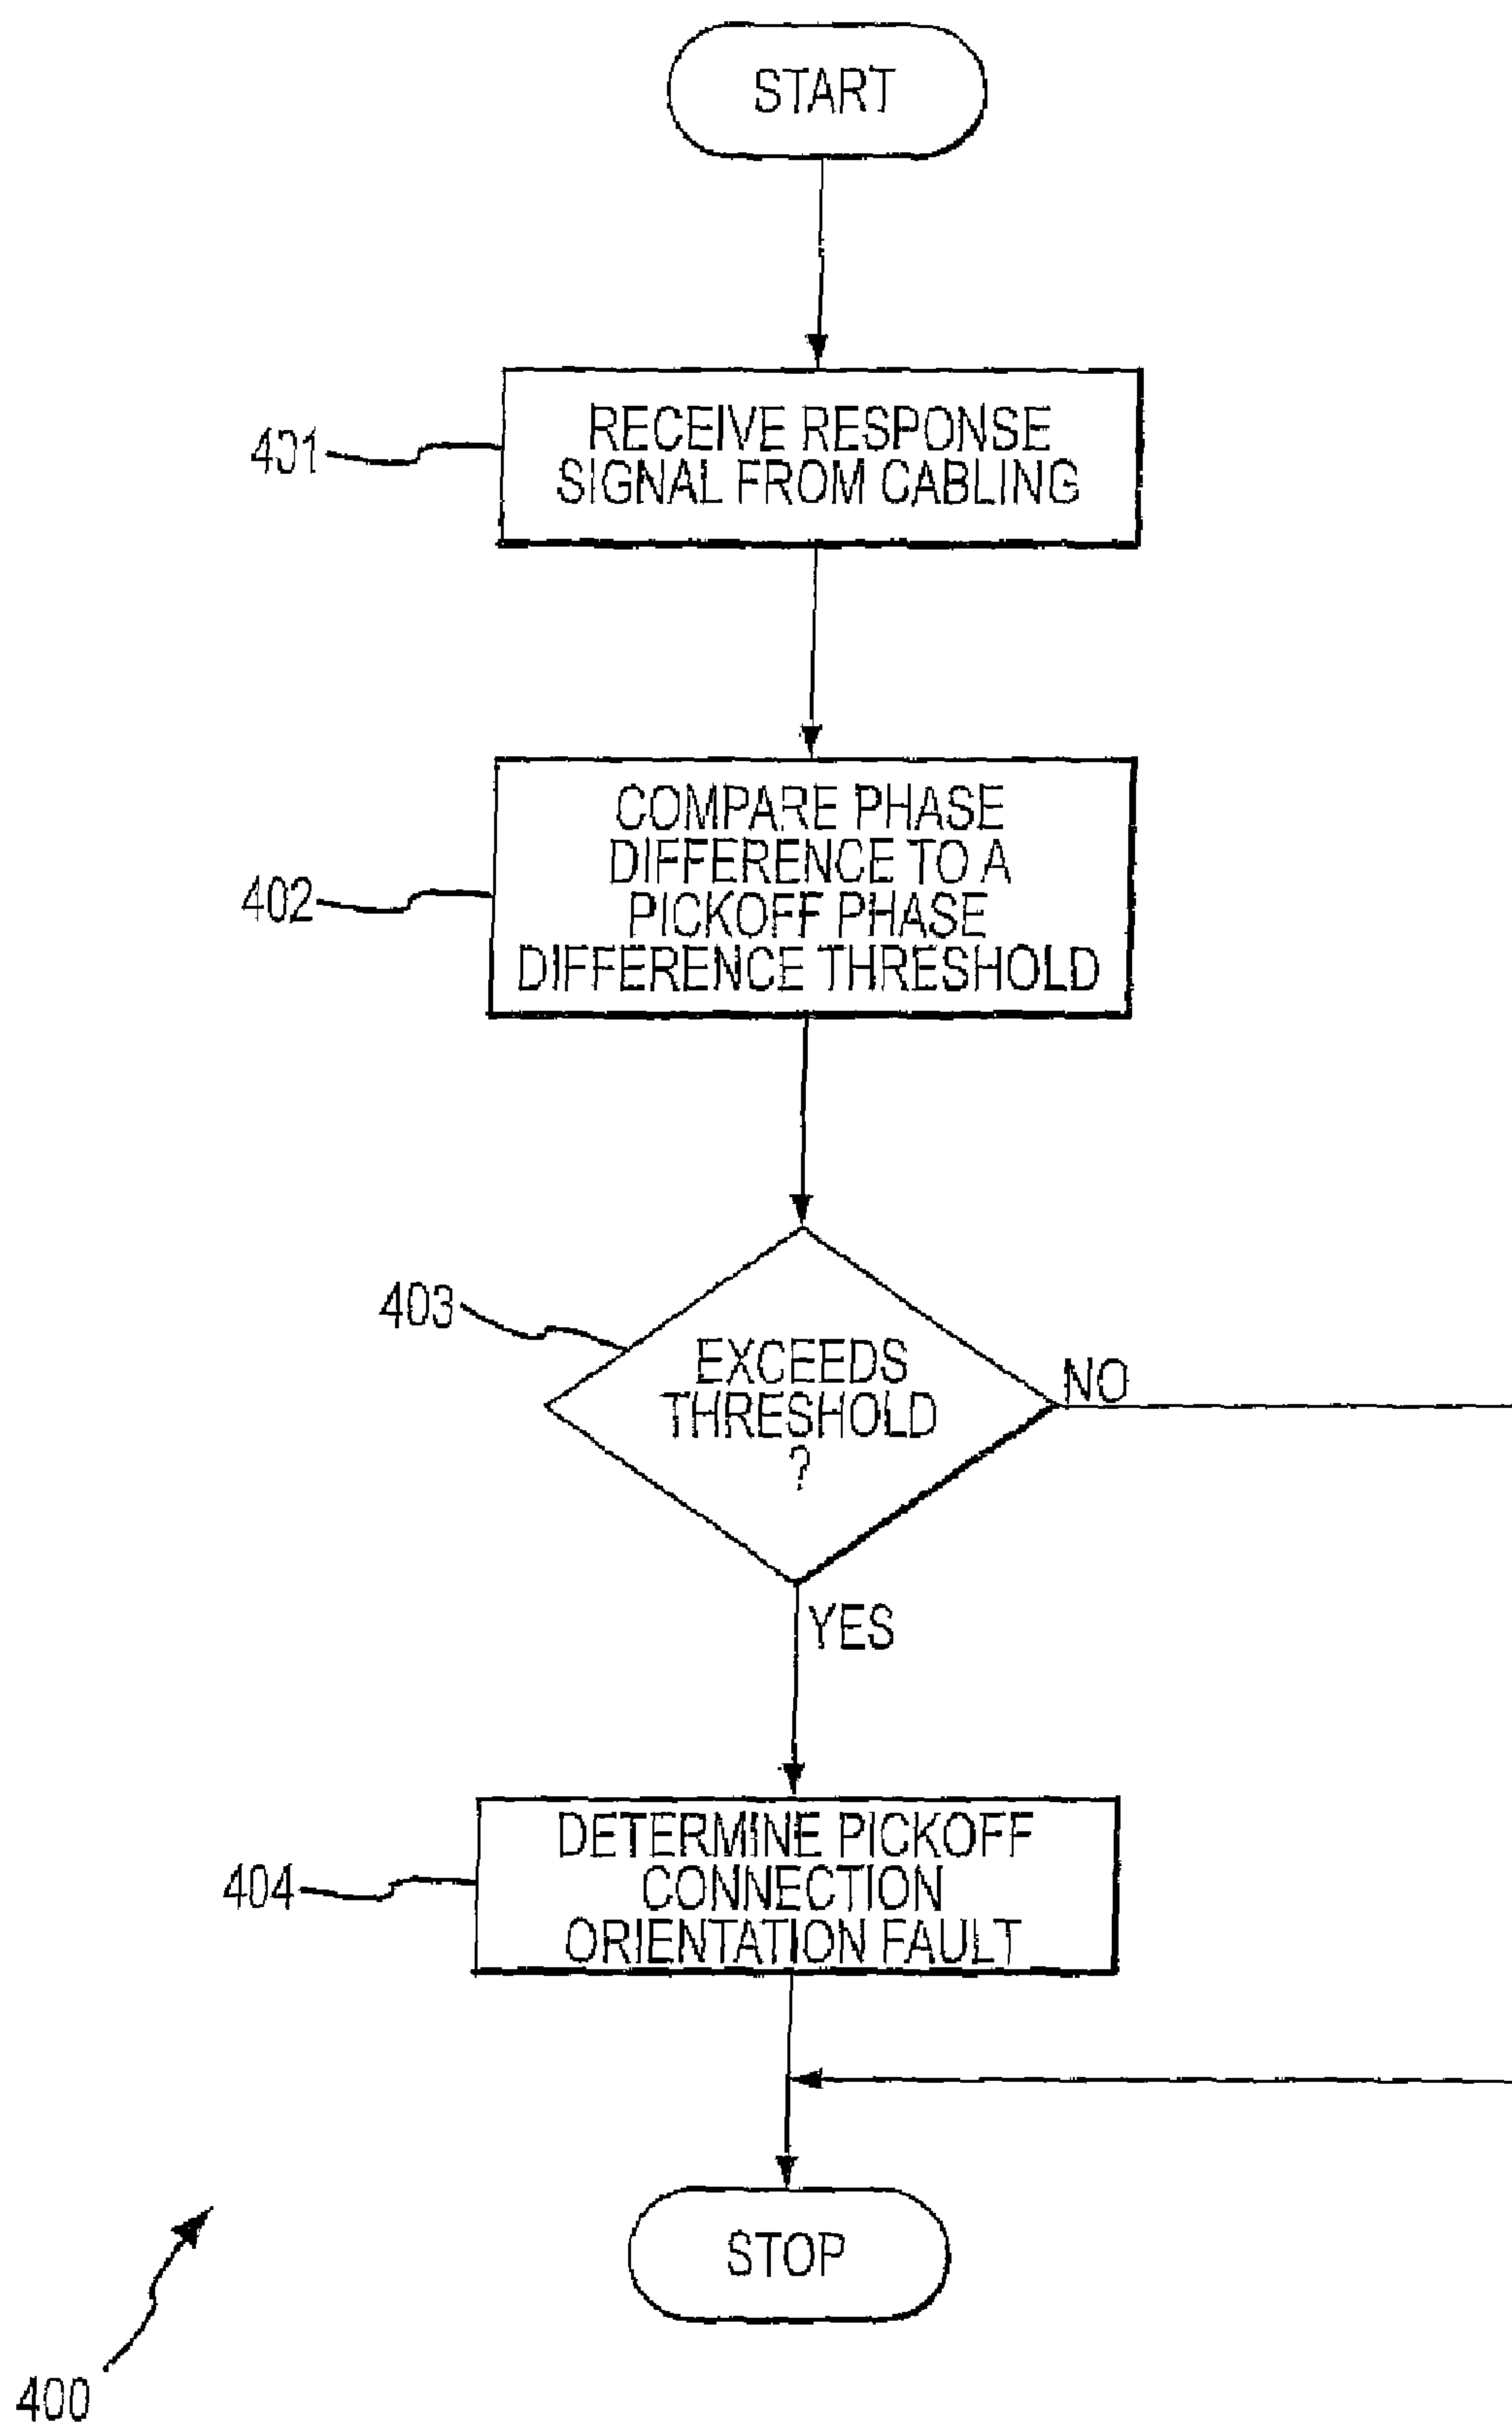 START
401
RECEIVE RESPONSE
SIGNAL FROM CABLING
402
COMPARE PHASE
DIFFERENCE TO A
PICKOFF PHASE
DIFFERENCE THRESHOLD
403
EXCEEDS
THRESHOLD
?
NO
YES
404
DETERMINE PICKOFF
CONNECTION
ORIENTATION FAULT
STOP
400